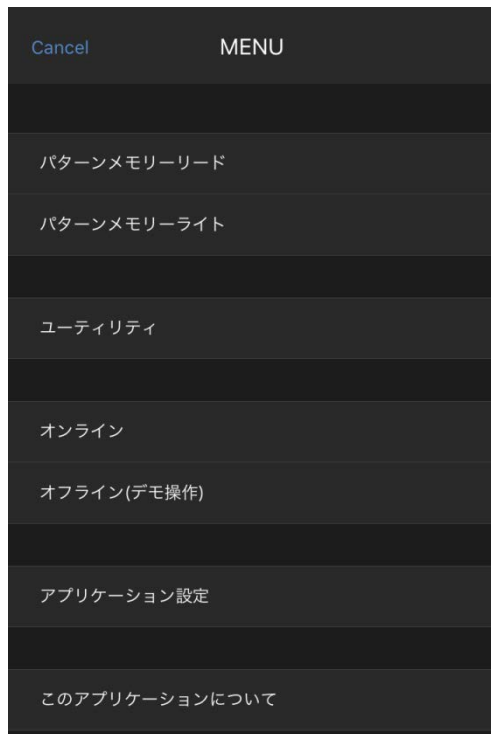 Cancel MENU
パターンメモリーリード
パターンメモリーライト
ユーティリティ
オンライン
オフライン(デモ操作)
アプリケーション設定
このアプリケーションについて